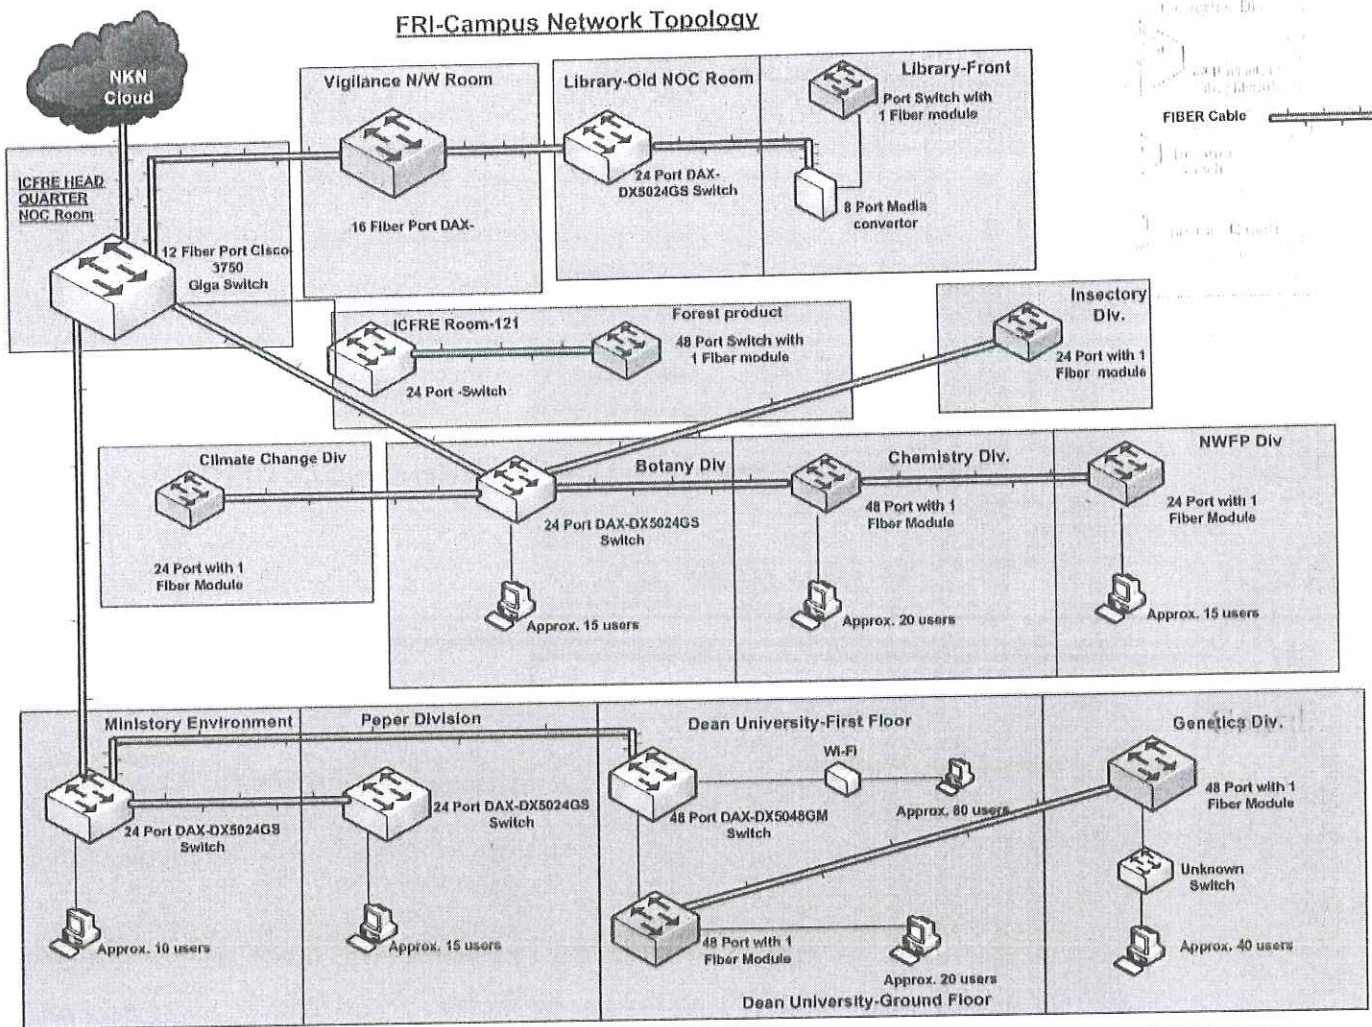 FRI-Campus Network Topology
NKN
Cloud
Vigilance N/W Room
16 Fiber Port DAX-
Library-Old NOC Room
24 Port DAX-
DX5024GS Switch
Library-Front
Port Switch with
1 Fiber module
8 Port Media
convertor
FIBER Cable
ICFRE HEAD
QUARTER
NOC Room
12 Fiber Port Cisco-
3750
Giga Switch
ICFRE Room-121
24 Port -Switch
Forest product
48 Port Switch with
1 Fiber module
Insectory
Div.
24 Port with 1
Fiber module
Climate Change Div
24 Port with 1
Fiber Module
Botany Div
24 Port DAX-DX5024GS
Switch
Approx. 15 users
Chemistry Div.
48 Port with 1
Fiber Module
Approx. 20 users
NWFP Div
24 Port with 1
Fiber Module
Approx. 15 users
Ministory Environment
24 Port DAX-DX5024GS
Switch
Approx. 10 users
Peper Division
24 Port DAX-DX5024GS
Switch
Approx. 15 users
Dean University-First Floor
Wi-Fi
48 Port DAX-DX5048GM
Switch
Approx. 80 users
48 Port with 1
Fiber Module
Approx. 20 users
Dean University-Ground Floor
Genetics Div.
48 Port with 1
Fiber Module
Unknown
Switch
Approx. 40 users